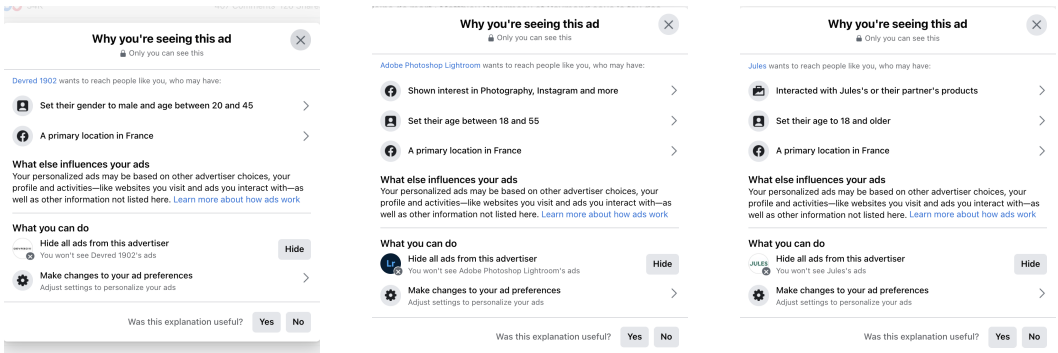 Why you're seeing this ad
Only you can see this
Devred 1902 wants to reach people like you, who may have:
Set their gender to male and age between 20 and 45
A primary location in France
What else influences your ads
Your personalized ads may be based on other advertiser choices, your
profile and activities—like websites you visit and ads you interact with—as
well as other information not listed here. Learn more about how ads work
What you can do
Hide all ads from this advertiser
You won't see Devred 1902's ads
Hide
Make changes to your ad preferences
Adjust settings to personalize your ads
Was this explanation useful? Yes No
Why you're seeing this ad
Only you can see this
Adobe Photoshop Lightroom wants to reach people like you, who may have:
Shown interest in Photography, Instagram and more
Set their age between 18 and 55
A primary location in France
What else influences your ads
Your personalized ads may be based on other advertiser choices, your
profile and activities—like websites you visit and ads you interact with—as
well as other information not listed here. Learn more about how ads work
What you can do
Lr
Hide all ads from this advertiser
You won't see Adobe Photoshop Lightroom's ads
Hide
Make changes to your ad preferences
Adjust settings to personalize your ads
Was this explanation useful? Yes No
Why you're seeing this ad
Only you can see this
Jules wants to reach people like you, who may have:
Interacted with Jules's or their partner's products
Set their age to 18 and older
A primary location in France
What else influences your ads
Your personalized ads may be based on other advertiser choices, your
profile and activities—like websites you visit and ads you interact with—as
well as other information not listed here. Learn more about how ads work
What you can do
JULES
Hide all ads from this advertiser
You won't see Jules's ads
Hide
Make changes to your ad preferences
Adjust settings to personalize your ads
Was this explanation useful? Yes No